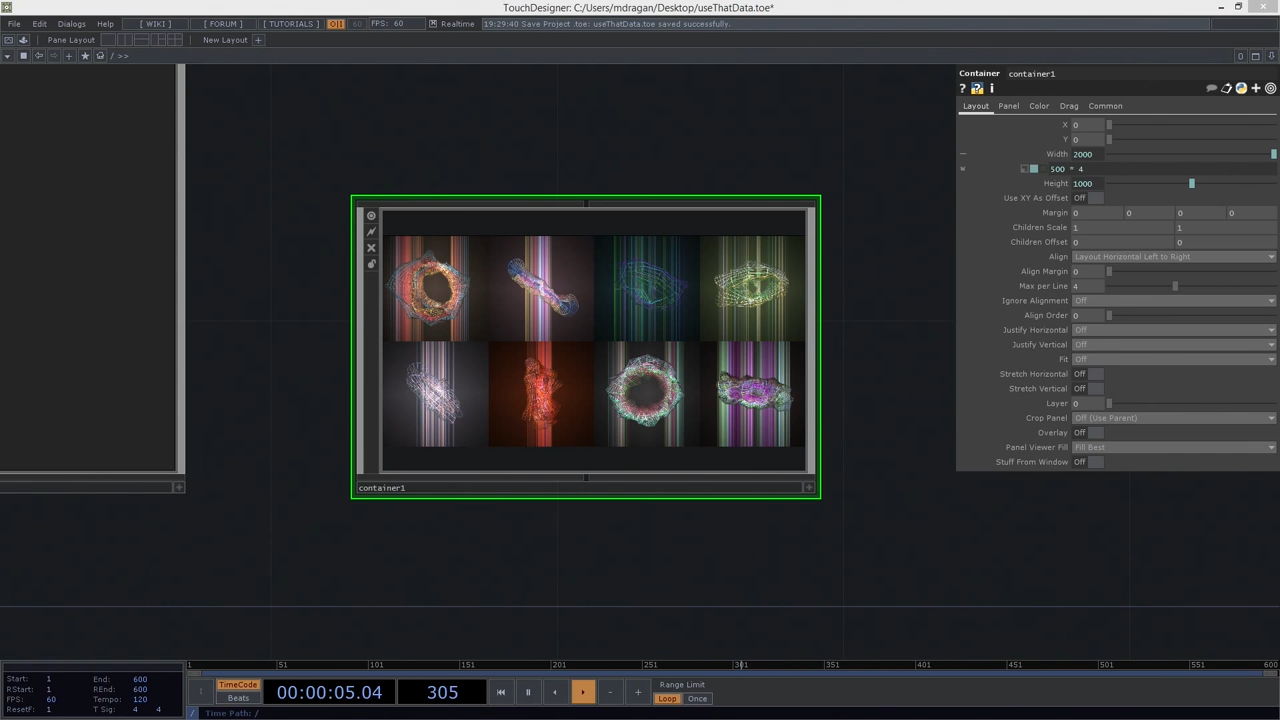 TouchDesigner: C:/Users/mdragan/Desktop/useThatData.toe*
File Edit Dialogs Help [ WIKI ] [ FORUM ] [ TUTORIALS ] O|I 60 FPS: 60 Realtime 19:29:40 Save Project .toe: useThatData.toe saved successfully.
Pane Layout New Layout +
/ >>
Container container1
Layout Panel Color Drag Common
X 0
Y 0
Width 2000
500 * 4
Height 1000
Use XY As Offset Off
Margin 0 0 0 0
Children Scale 1 1
Children Offset 0 0
Align Layout Horizontal Left to Right
Align Margin 0
Max per Line 4
Ignore Alignment Off
Align Order 0
Justify Horizontal Off
Justify Vertical Off
Fit Off
Stretch Horizontal Off
Stretch Vertical Off
Layer 0
Crop Panel Off (Use Parent)
Overlay Off
Panel Viewer Fill Fill Best
Stuff From Window Off
container1
1 51 101 151 201 251 301 351 401 451 501 551 600
Start: 1 End: 600
RStart: 1 REnd: 600
FPS: 60 Tempo: 120
ResetF: 1 T Sig: 4 4
TimeCode
Beats
00:00:05.04 305
Range Limit
Loop Once
/ Time Path: /